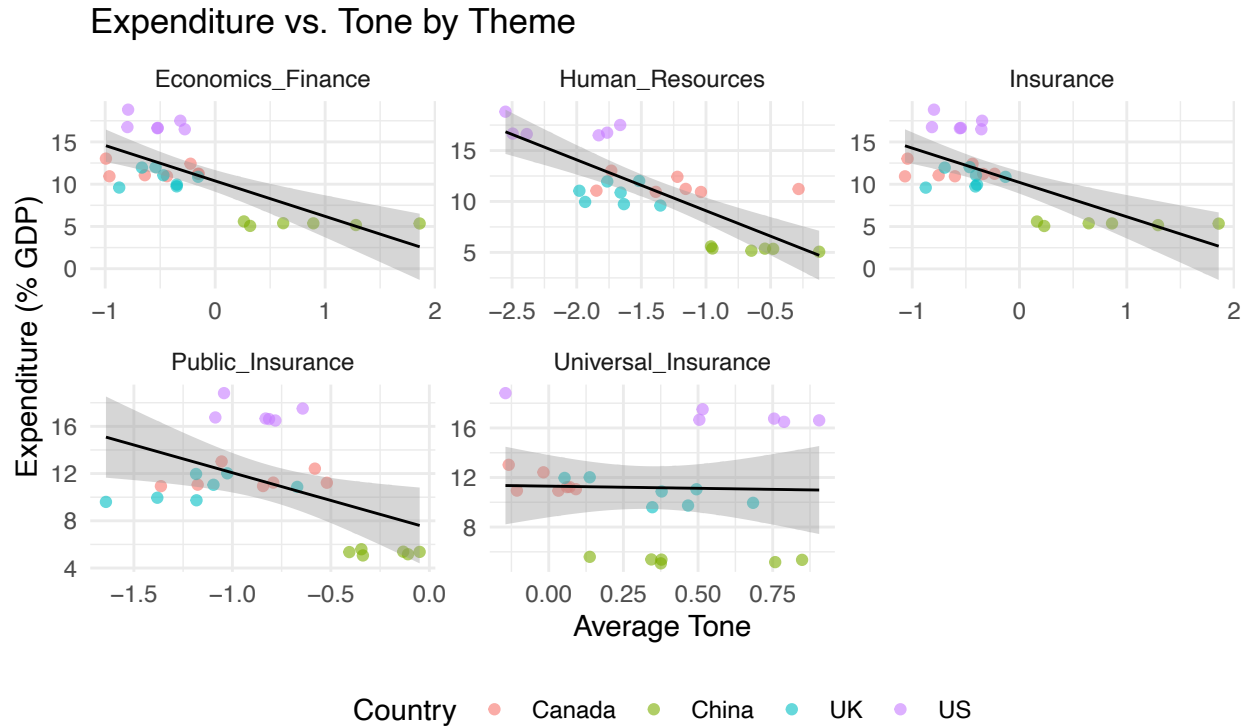 Expenditure vs. Tone by Theme
Economics_Finance Human_Resources Insurance
15 15 15
10 10 10
5 5 5
0 0
−1 0 1 2 −2.5 −2.0 −1.5 −1.0 −0.5 −1 0 1 2
Public_Insurance Universal_Insurance
16 16
12 12
8 8
4
−1.5 −1.0 −0.5 0.0 0.00 0.25 0.50 0.75
Expenditure (% GDP)
Average Tone
Country Canada China UK US